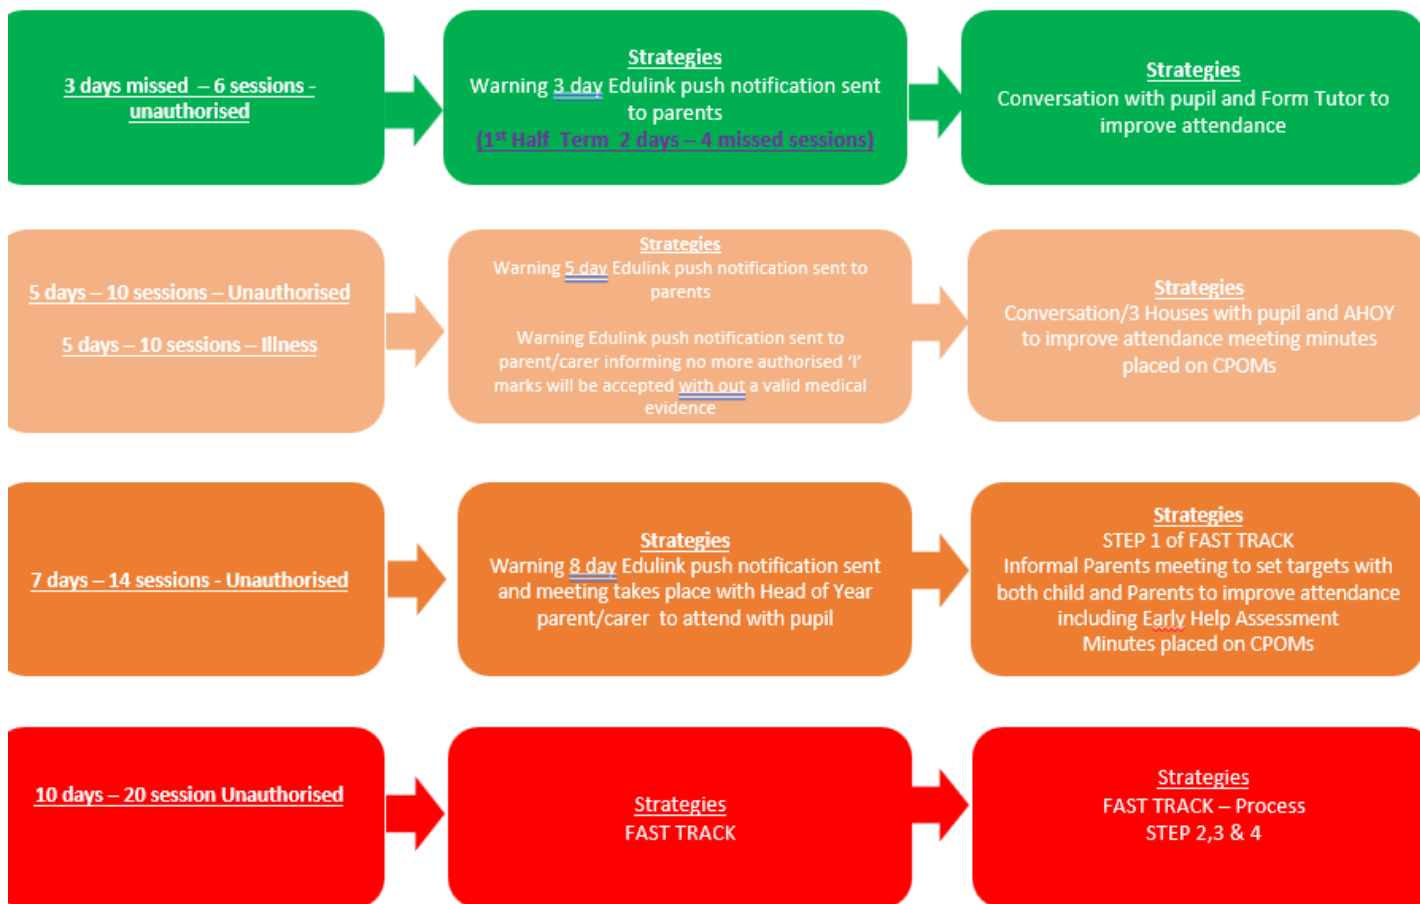 3 days missed – 6 sessions -
unauthorised
Strategies
Warning 3 day Edulink push notification sent
to parents
(1st Half Term 2 days – 4 missed sessions)
Strategies
Conversation with pupil and Form Tutor to
improve attendance
5 days – 10 sessions – Unauthorised
5 days – 10 sessions – Illness
Strategies
Warning 5 day Edulink push notification sent to
parents
Warning Edulink push notification sent to
parent/carer informing no more authorised 'I'
marks will be accepted with out a valid medical
evidence
Strategies
Conversation/3 Houses with pupil and AHOY
to improve attendance meeting minutes
placed on CPOMs
7 days – 14 sessions - Unauthorised
Strategies
Warning 8 day Edulink push notification sent
and meeting takes place with Head of Year
parent/carer to attend with pupil
Strategies
STEP 1 of FAST TRACK
Informal Parents meeting to set targets with
both child and Parents to improve attendance
including Early Help Assessment
Minutes placed on CPOMs
10 days – 20 session Unauthorised
Strategies
FAST TRACK
Strategies
FAST TRACK – Process
STEP 2,3 & 4